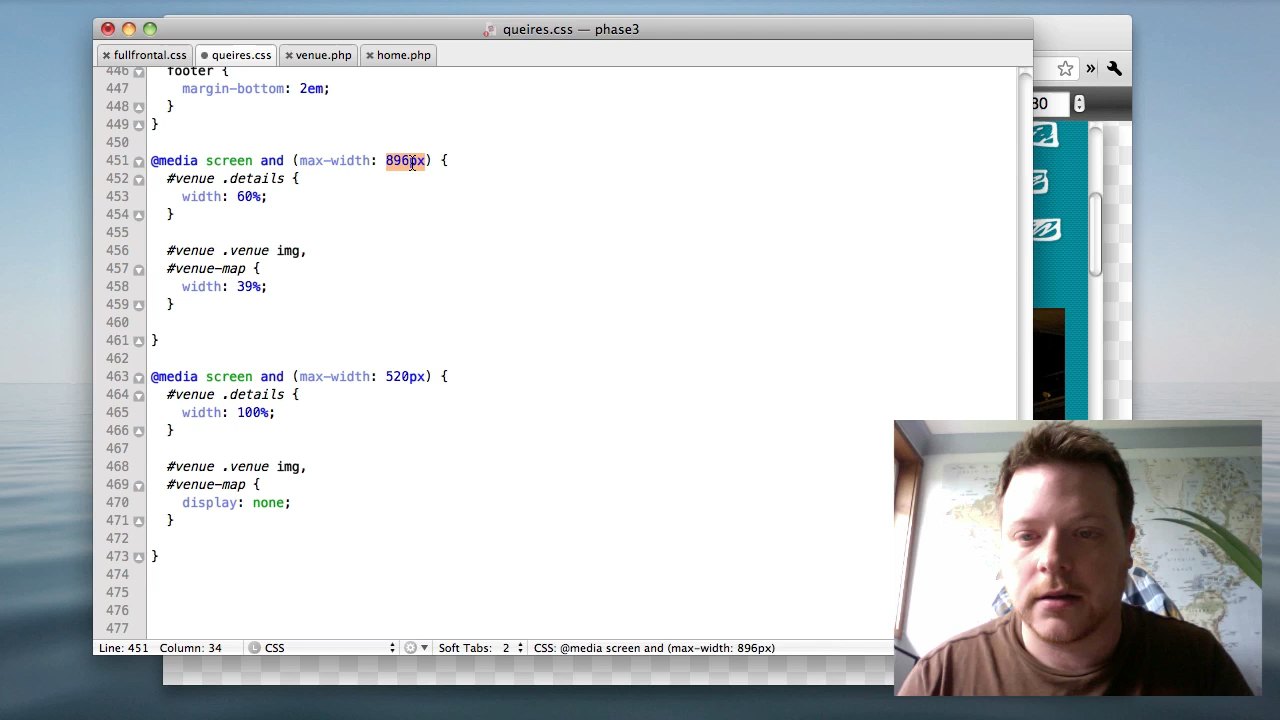 queires.css — phase3
fullfrontal.css queires.css venue.php home.php
»
30
446 footer {
447 margin-bottom: 2em;
448 }
449 }
450
451 @media screen and (max-width: 896px) {
452 #venue .details {
453 width: 60%;
454 }
455
456 #venue .venue img,
457 #venue-map {
458 width: 39%;
459 }
460
461 }
462
463 @media screen and (max-width: 520px) {
464 #venue .details {
465 width: 100%;
466 }
467
468 #venue .venue img,
469 #venue-map {
470 display: none;
471 }
472
473 }
474
475
476
477
Line: 451 Column: 34 L CSS Soft Tabs: 2 CSS: @media screen and (max-width: 896px)